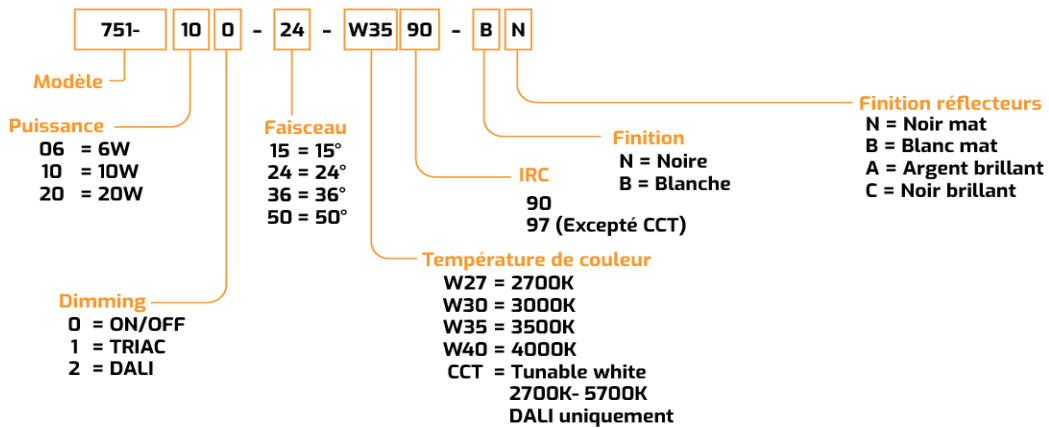 751- 10 0 - 24 - W35 90 - B N
Modèle
Puissance
06 = 6W
10 = 10W
20 = 20W
Dimming
0 = ON/OFF
1 = TRIAC
2 = DALI
Faisceau
15 = 15°
24 = 24°
36 = 36°
50 = 50°
Température de couleur
W27 = 2700K
W30 = 3000K
W35 = 3500K
W40 = 4000K
CCT = Tunable white
2700K- 5700K
DALI uniquement
IRC
90
97 (Excepté CCT)
Finition
N = Noire
B = Blanche
Finition réflecteurs
N = Noir mat
B = Blanc mat
A = Argent brillant
C = Noir brillant